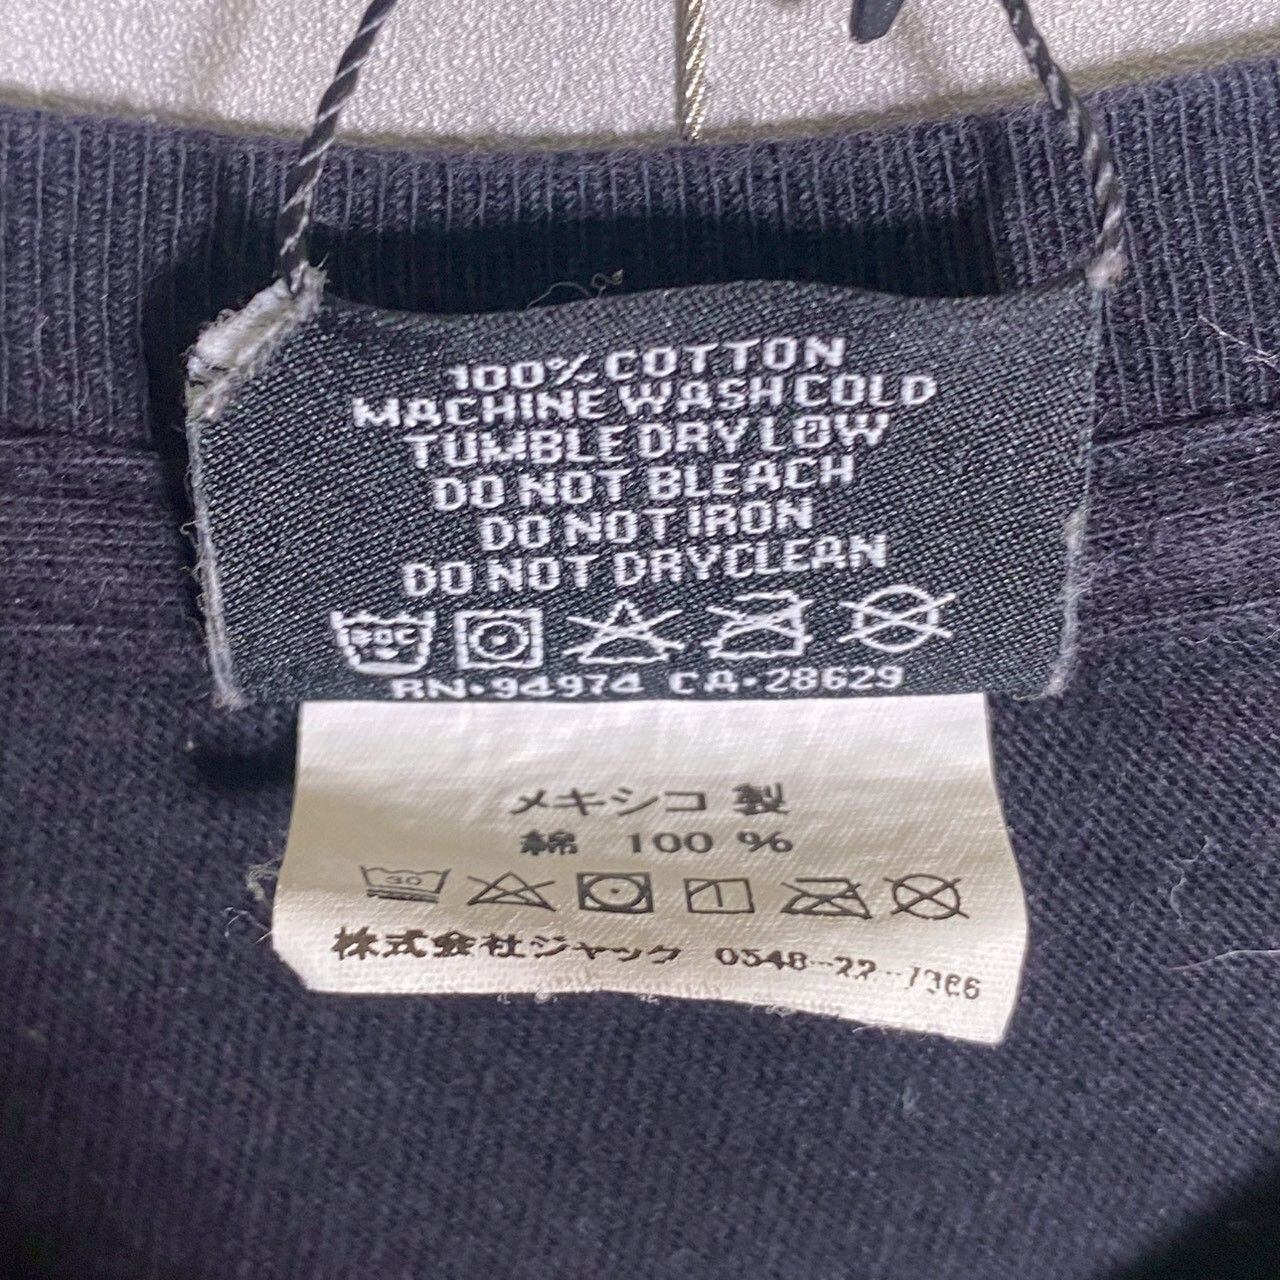 100% COTTON
MACHINE WASH COLD
TUMBLE DRY LOW
DO NOT BLEACH
DO NOT IRON
DO NOT DRYCLEAN
RN·94974 CA·28629
メキシコ 製
綿 100 %
30
株式会社ジャック 0548-22-7366